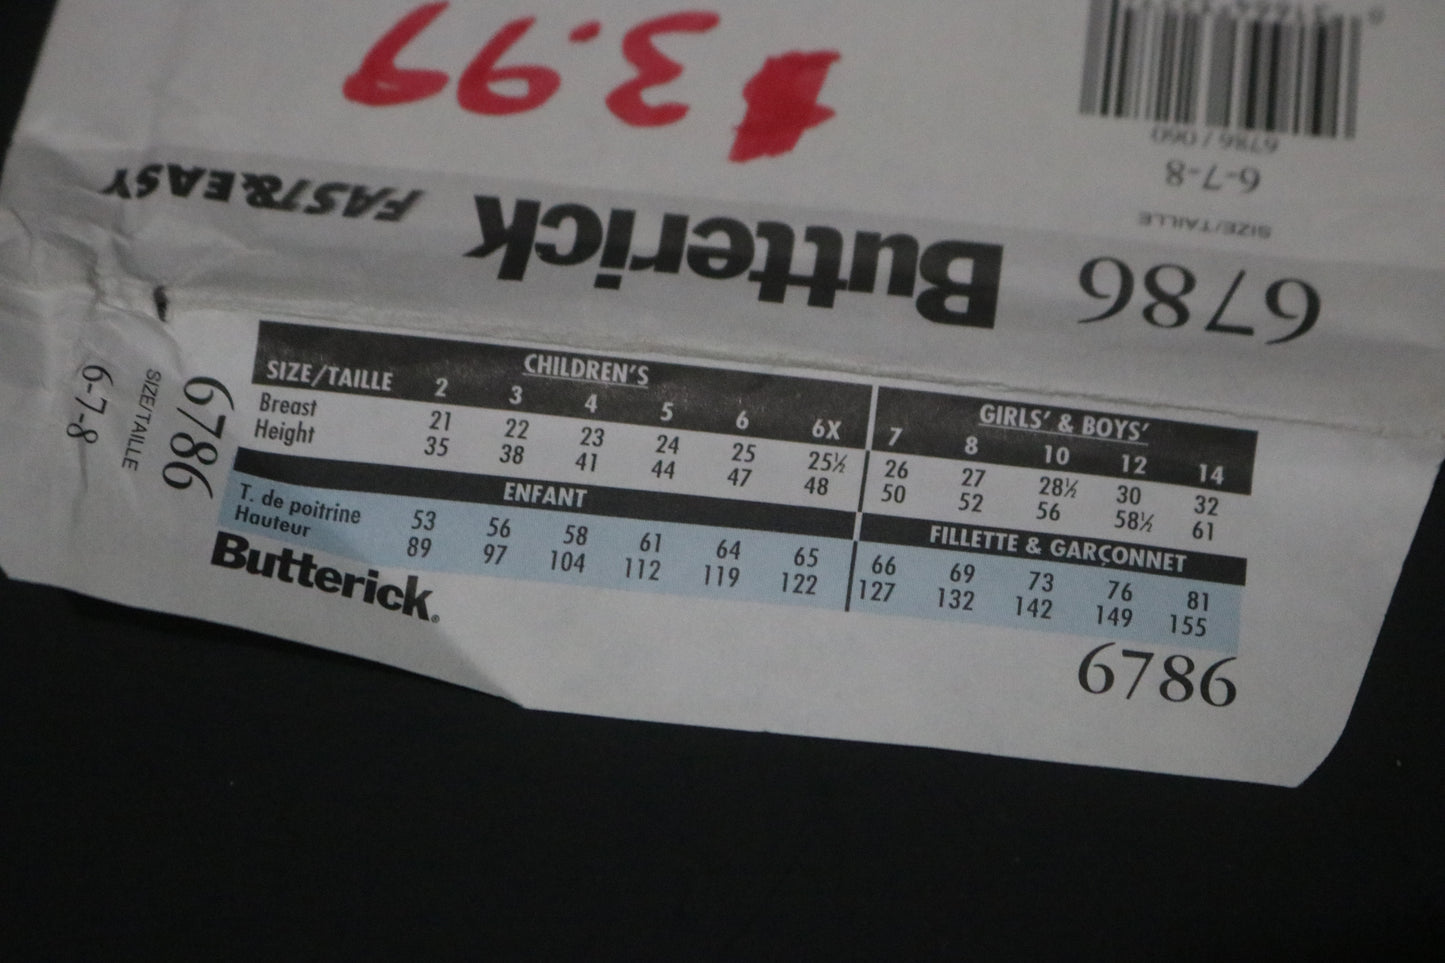 $3.99
6786 / 060
6-7-8
SIZE/TAILLE
6786
Butterick
FAST&EASY
6-7-8
SIZE/TAILLE
6786
CHILDREN'S GIRLS' & BOYS'
SIZE/TAILLE 2 3 4 5 6 6X 7 8 10 12 14
Breast 21 22 23 24 25 25½ 26 27 28½ 30 32
Height 35 38 41 44 47 48 50 52 56 58½ 61
ENFANT FILLETTE & GARÇONNET
T. de poitrine 53 56 58 61 64 65 66 69 73 76 81
Hauteur 89 97 104 112 119 122 127 132 142 149 155
Butterick®
6786